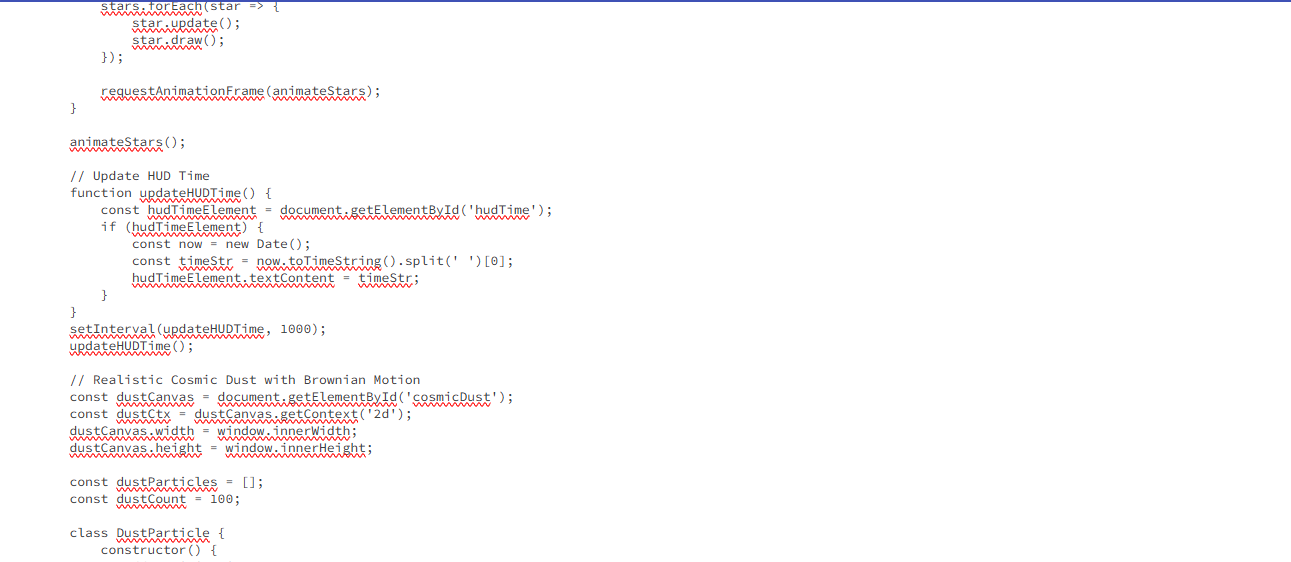 stars.forEach(star => {
star.update();
star.draw();
});
requestAnimationFrame(animateStars);
}
animateStars();
// Update HUD Time
function updateHUDTime() {
const hudTimeElement = document.getElementById('hudTime');
if (hudTimeElement) {
const now = new Date();
const timeStr = now.toTimeString().split(' ')[0];
hudTimeElement.textContent = timeStr;
}
}
setInterval(updateHUDTime, 1000);
updateHUDTime();
// Realistic Cosmic Dust with Brownian Motion
const dustCanvas = document.getElementById('cosmicDust');
const dustCtx = dustCanvas.getContext('2d');
dustCanvas.width = window.innerWidth;
dustCanvas.height = window.innerHeight;
const dustParticles = [];
const dustCount = 100;
class DustParticle {
constructor() {